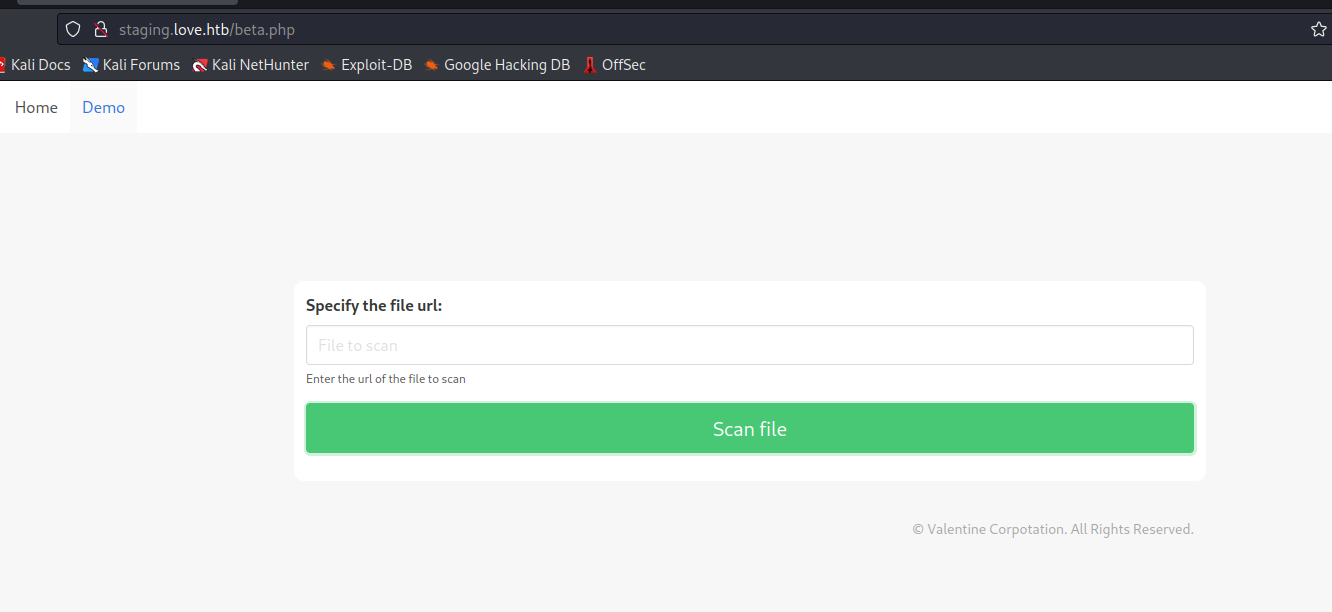 staging.love.htb/beta.php
Kali Docs Kali Forums Kali NetHunter Exploit-DB Google Hacking DB OffSec
Home Demo
Specify the file url:
File to scan
Enter the url of the file to scan
Scan file
© Valentine Corpotation. All Rights Reserved.